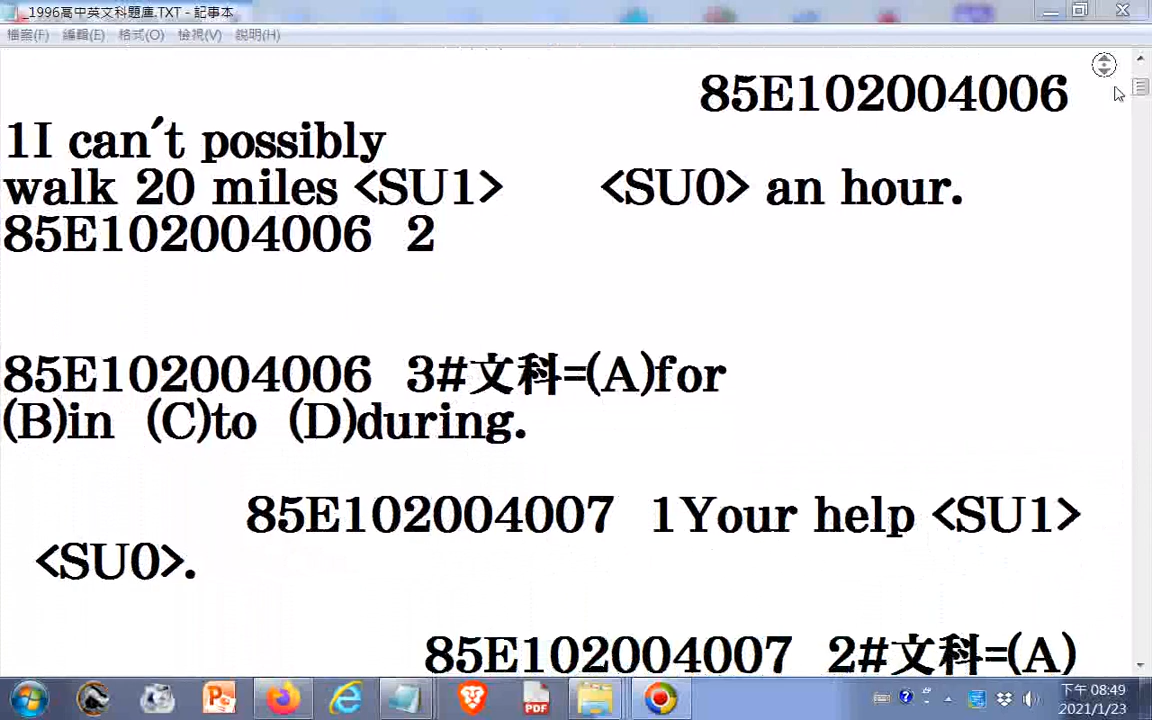 _1996高中英文科題庫.TXT - 記事本
檔案(F) 編輯(E) 格式(O) 檢視(V) 說明(H)
85E102004006
1I can't possibly
walk 20 miles <SU1> <SU0> an hour.
85E102004006 2
85E102004006 3#文科=(A)for
(B)in (C)to (D)during.
85E102004007 1Your help <SU1>
<SU0>.
85E102004007 2#文科=(A)
PDF
下午 08:49
2021/1/23